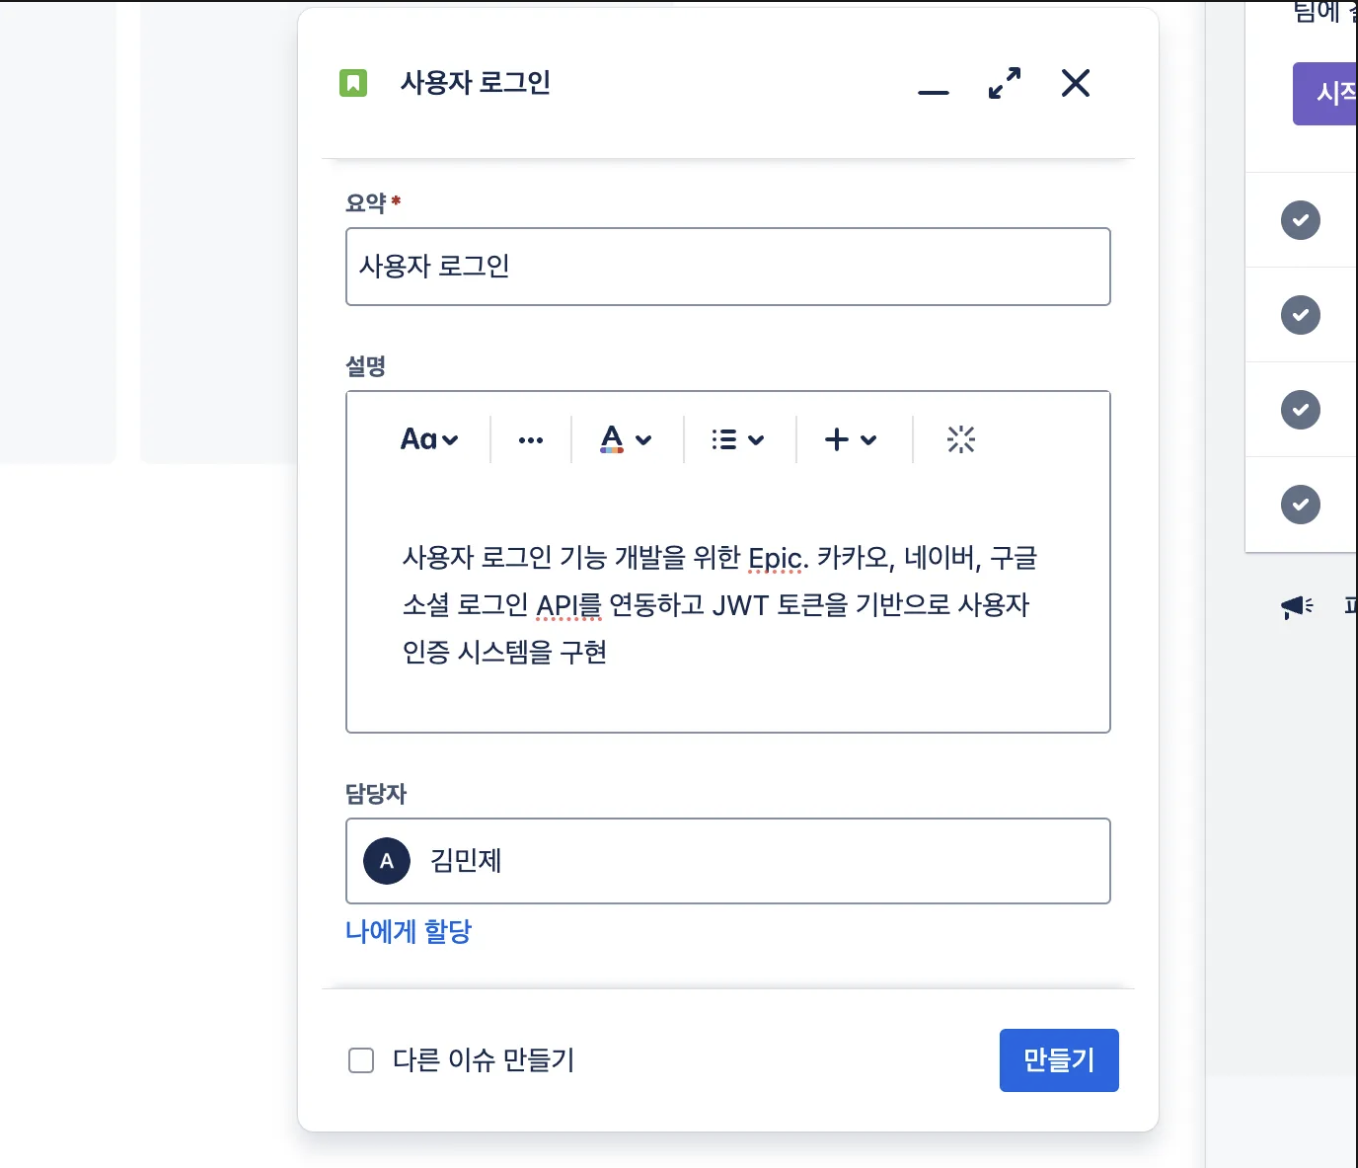 팀에
사용자 로그인
시작
요약 *
사용자 로그인
설명
Aa
A
사용자 로그인 기능 개발을 위한 Epic. 카카오, 네이버, 구글
소셜 로그인 API를 연동하고 JWT 토큰을 기반으로 사용자
인증 시스템을 구현
담당자
A 김민제
나에게 할당
다른 이슈 만들기
만들기